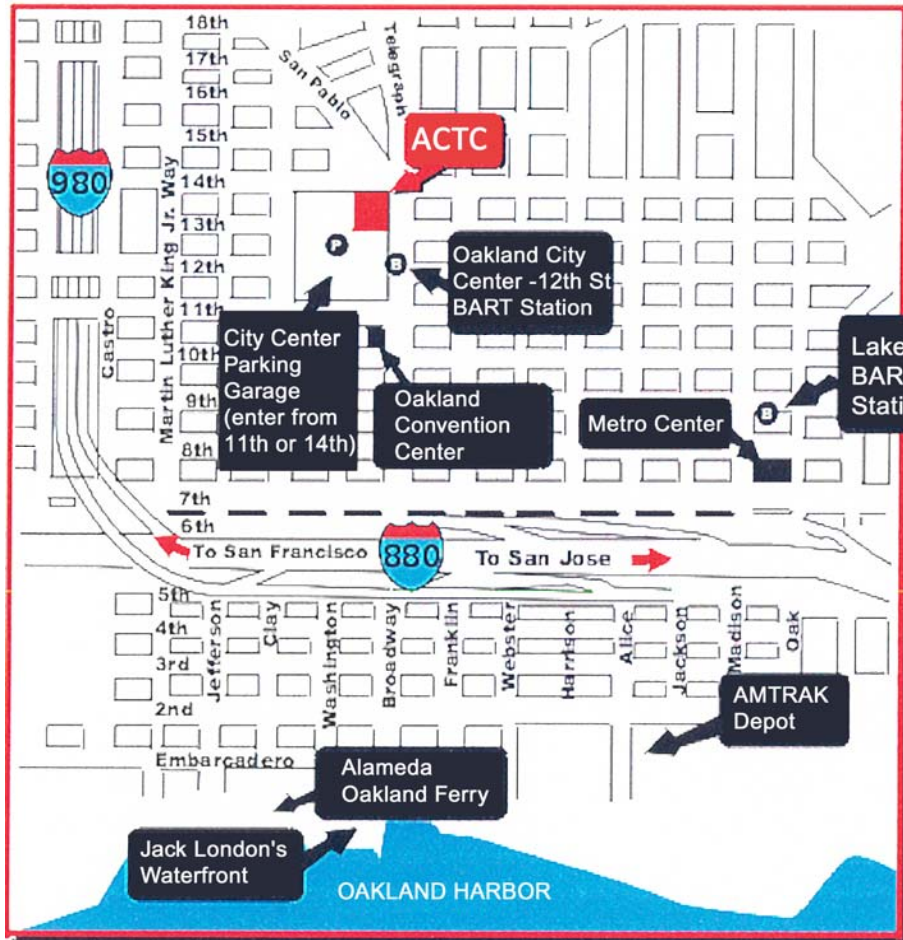 18th
17th
16th
15th
14th
13th
12th
11th
10th
9th
8th
7th
6th
5th
4th
3rd
2nd
Embarcadero
San Pablo
Telegraph
ACTC
980
Martin Luther King Jr. Way
Castro
P
B
Oakland City
Center -12th St
BART Station
City Center
Parking
Garage
(enter from
11th or 14th)
Oakland
Convention
Center
Lake
BAR
Stati
B
Metro Center
To San Francisco
880
To San Jose
Jefferson
Clay
Washington
Broadway
Franklin
Webster
Harrison
Alice
Jackson
Madison
Oak
AMTRAK
Depot
Alameda
Oakland Ferry
Jack London's
Waterfront
OAKLAND HARBOR